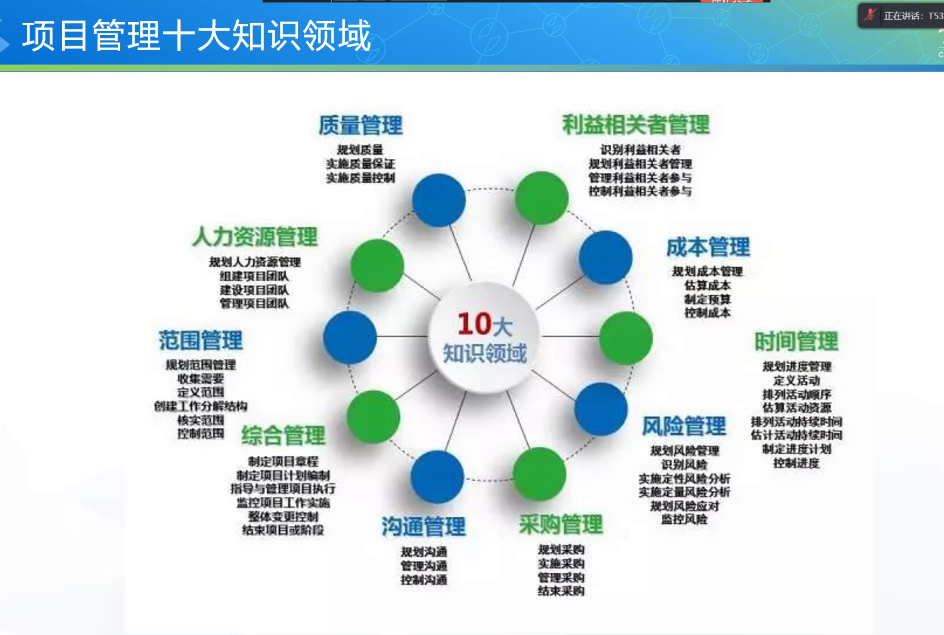 项目管理十大知识领域
正在讲话: T53
质量管理
规划质量
实施质量保证
实施质量控制
利益相关者管理
识别利益相关者
规划利益相关者管理
管理利益相关者参与
控制利益相关者参与
人力资源管理
规划人力资源管理
组建项目团队
建设项目团队
管理项目团队
成本管理
规划成本管理
估算成本
制定预算
控制成本
10大
知识领域
范围管理
规划范围管理
收集需要
定义范围
创建工作分解结构
核实范围
控制范围
时间管理
规划进度管理
定义活动
排列活动顺序
估算活动资源
排列活动持续时间
估计活动持续时间
制定进度计划
控制进度
综合管理
制定项目章程
制定项目计划编制
指导与管理项目执行
监控项目工作实施
整体变更控制
结束项目或阶段
风险管理
规划风险管理
识别风险
实施定性风险分析
实施定量风险分析
规划风险应对
监控风险
沟通管理
规划沟通
管理沟通
控制沟通
采购管理
规划采购
实施采购
管理采购
结束采购